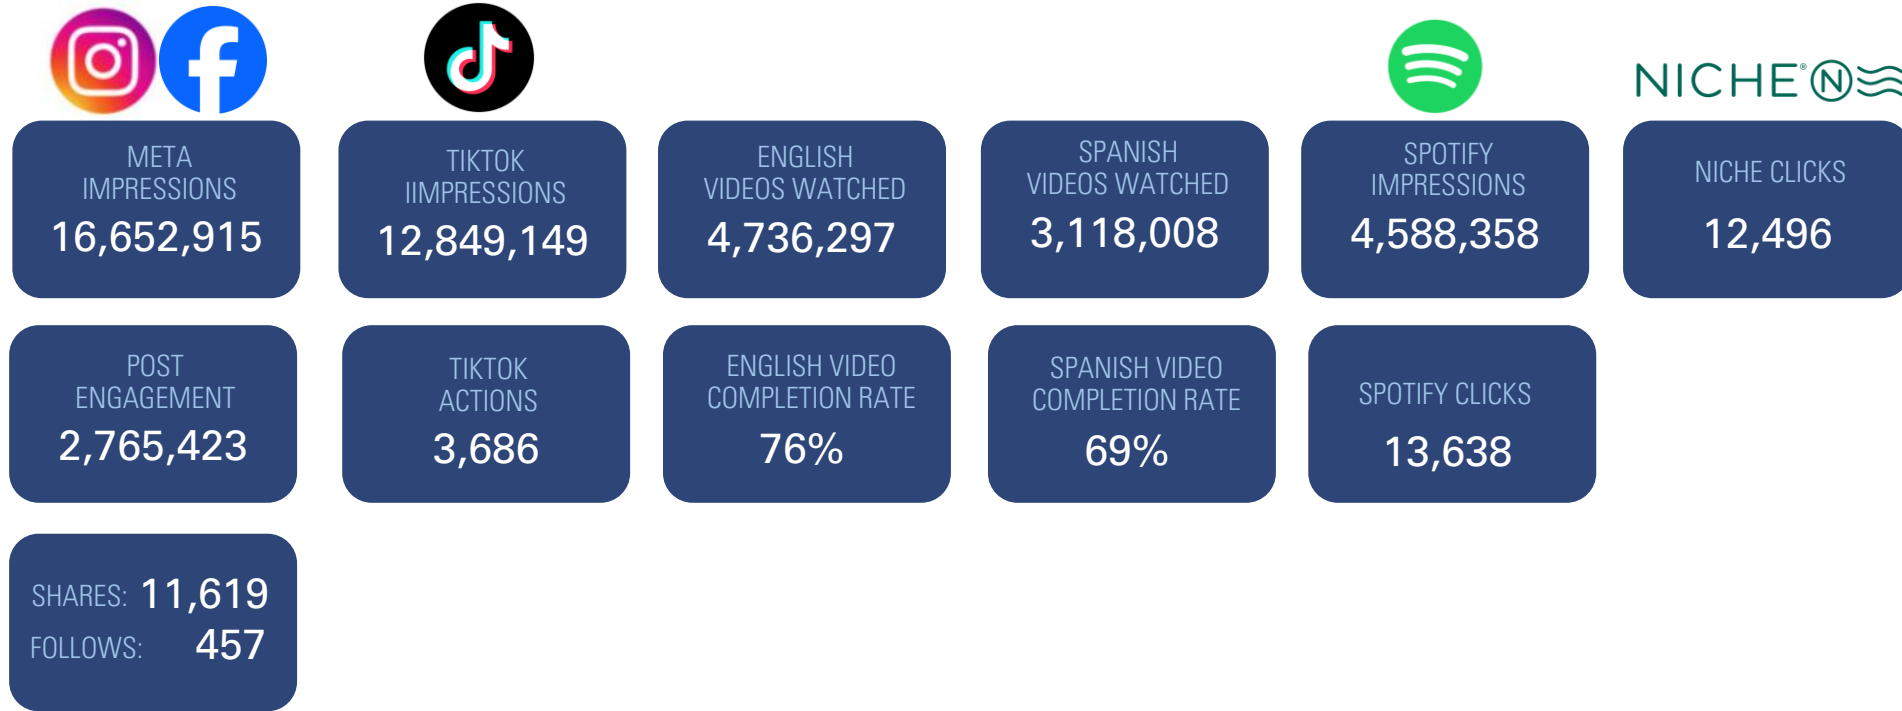 NICHE® N
META
IMPRESSIONS
16,652,915
TIKTOK
IIMPRESSIONS
12,849,149
ENGLISH
VIDEOS WATCHED
4,736,297
SPANISH
VIDEOS WATCHED
3,118,008
SPOTIFY
IMPRESSIONS
4,588,358
NICHE CLICKS
12,496
POST
ENGAGEMENT
2,765,423
TIKTOK
ACTIONS
3,686
ENGLISH VIDEO
COMPLETION RATE
76%
SPANISH VIDEO
COMPLETION RATE
69%
SPOTIFY CLICKS
13,638
SHARES: 11,619
FOLLOWS: 457